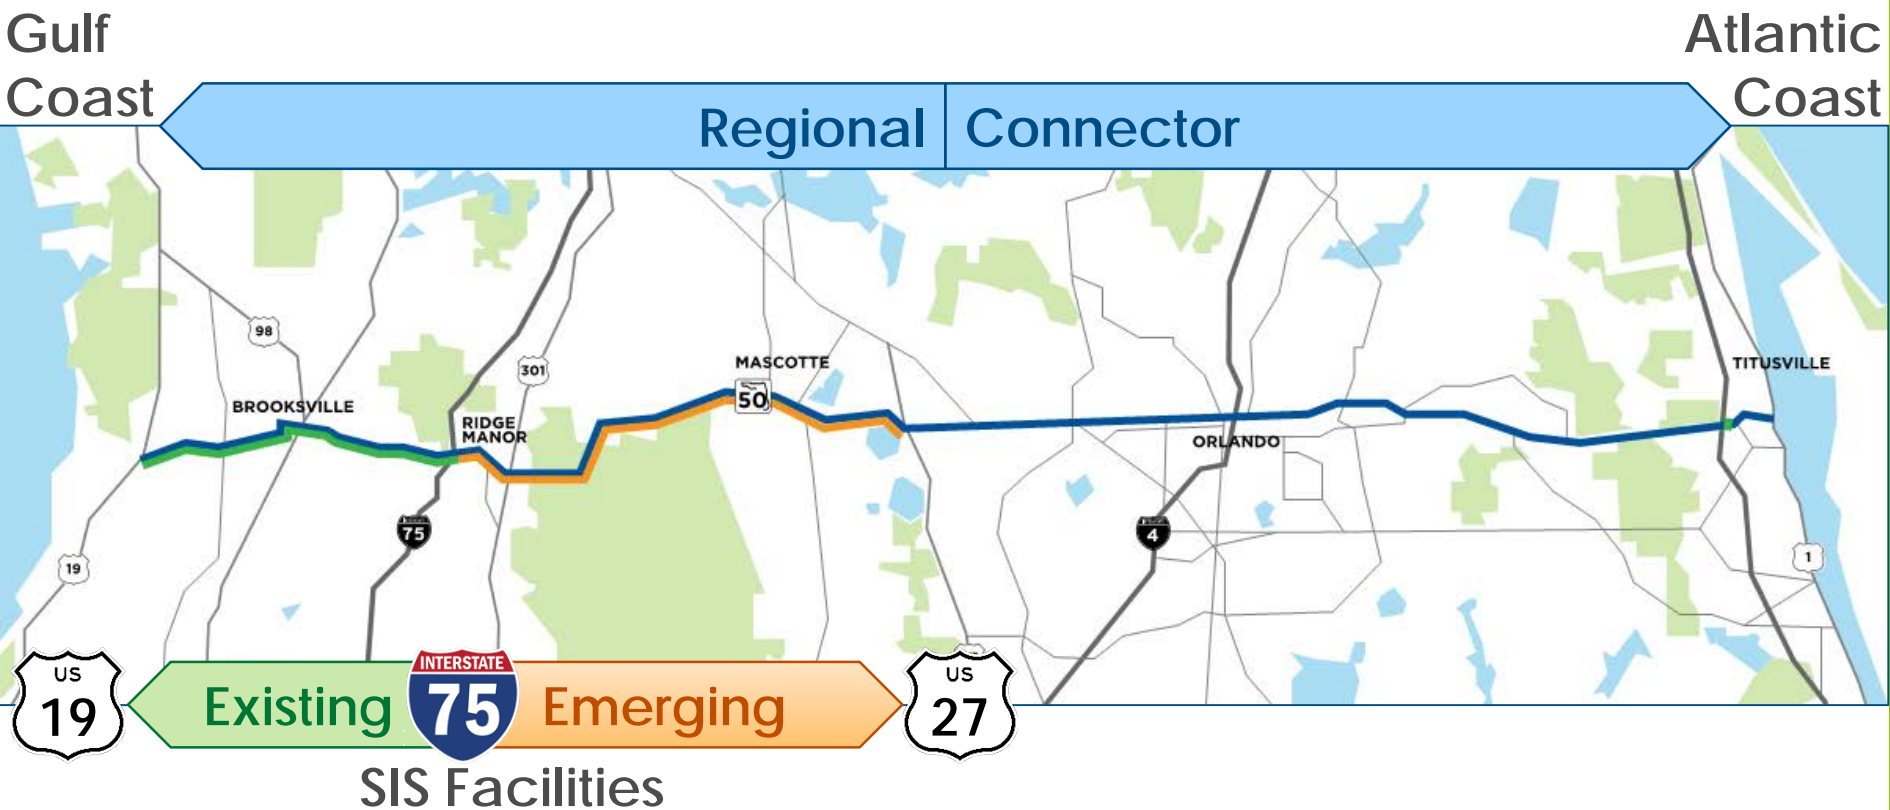 Gulf
Coast
Atlantic
Coast
Regional Connector
98
301
MASCOTTE
50
TITUSVILLE
BROOKSVILLE
RIDGE
MANOR
ORLANDO
75
4
19
1
US
19
Existing
INTERSTATE
75
Emerging
US
27
SIS Facilities